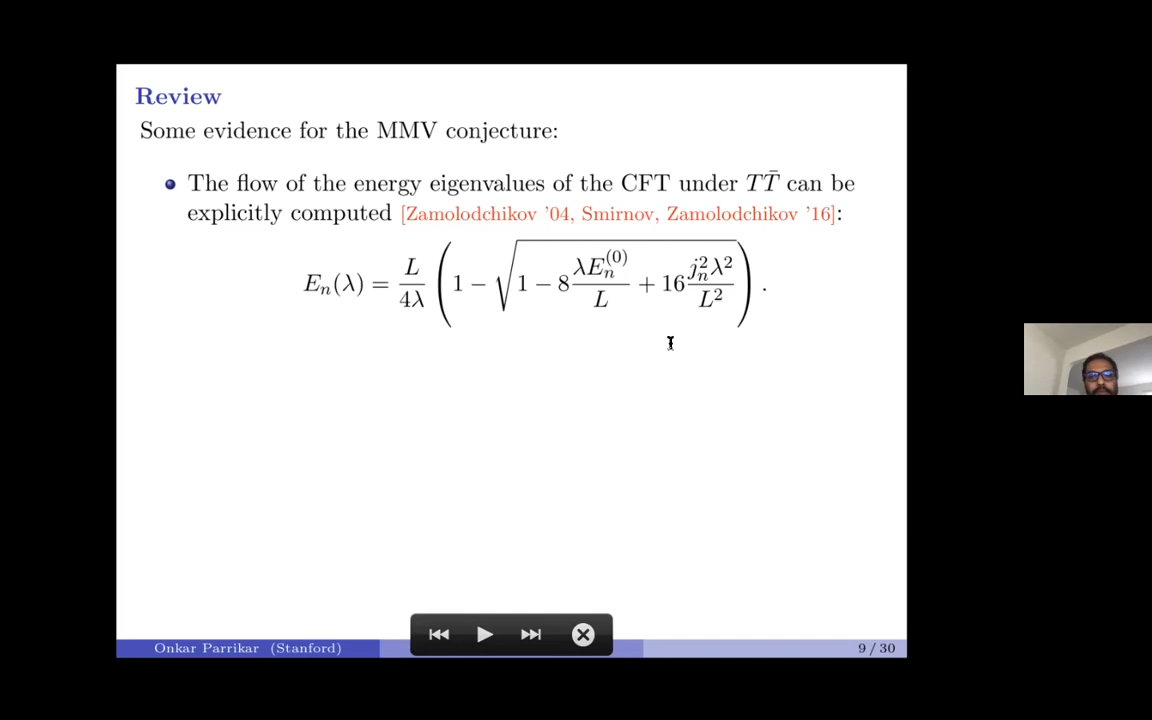 Review
Some evidence for the MMV conjecture:
The flow of the energy eigenvalues of the CFT under $T\bar{T}$ can be
explicitly computed [Zamolodchikov '04, Smirnov, Zamolodchikov '16]:
$E_n(\lambda) = \frac{L}{4\lambda}\left(1 - \sqrt{1 - 8\frac{\lambda E_n^{(0)}}{L} + 16\frac{j_n^2\lambda^2}{L^2}}\right).$
Onkar Parrikar (Stanford)
9 / 30